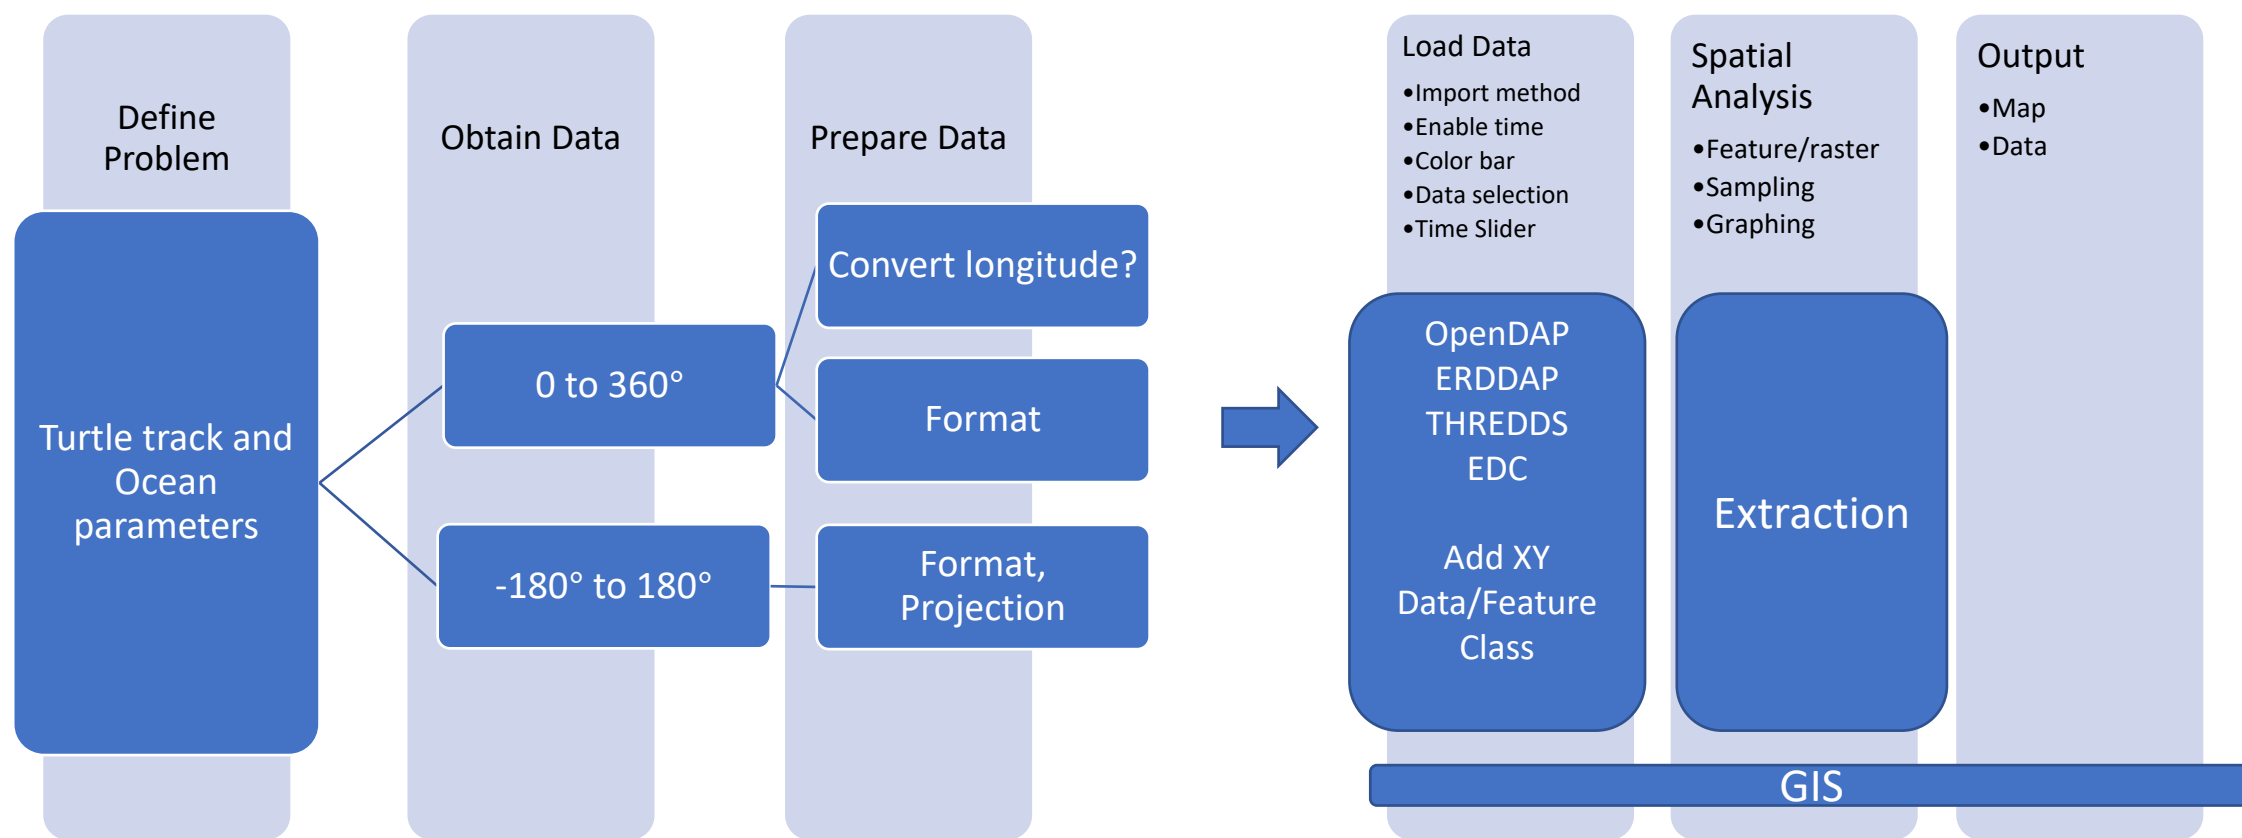 Define
Problem
Turtle track and
Ocean
parameters
Obtain Data
0 to 360°
-180° to 180°
Prepare Data
Convert longitude?
Format
Format,
Projection
Load Data
•Import method
•Enable time
•Color bar
•Data selection
•Time Slider
OpenDAP
ERDDAP
THREDDS
EDC
Add XY
Data/Feature
Class
Spatial
Analysis
•Feature/raster
•Sampling
•Graphing
Extraction
Output
•Map
•Data
GIS